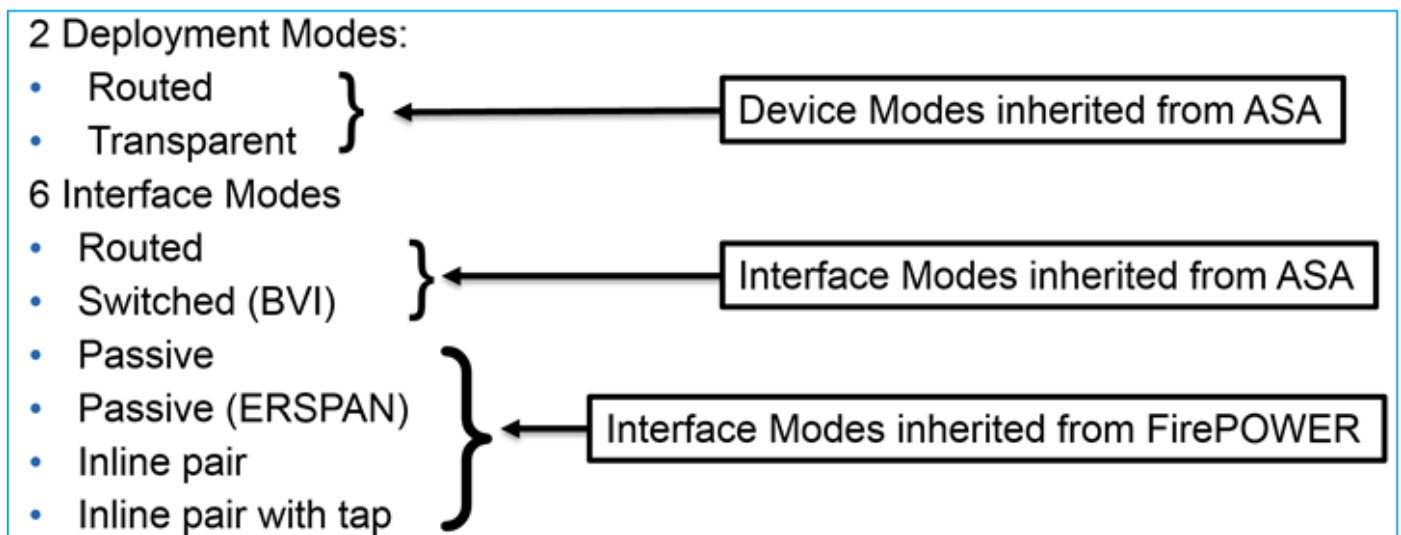 2 Deployment Modes:
• Routed
• Transparent
Device Modes inherited from ASA
6 Interface Modes
• Routed
• Switched (BVI)
Interface Modes inherited from ASA
• Passive
• Passive (ERSPAN)
• Inline pair
• Inline pair with tap
Interface Modes inherited from FirePOWER